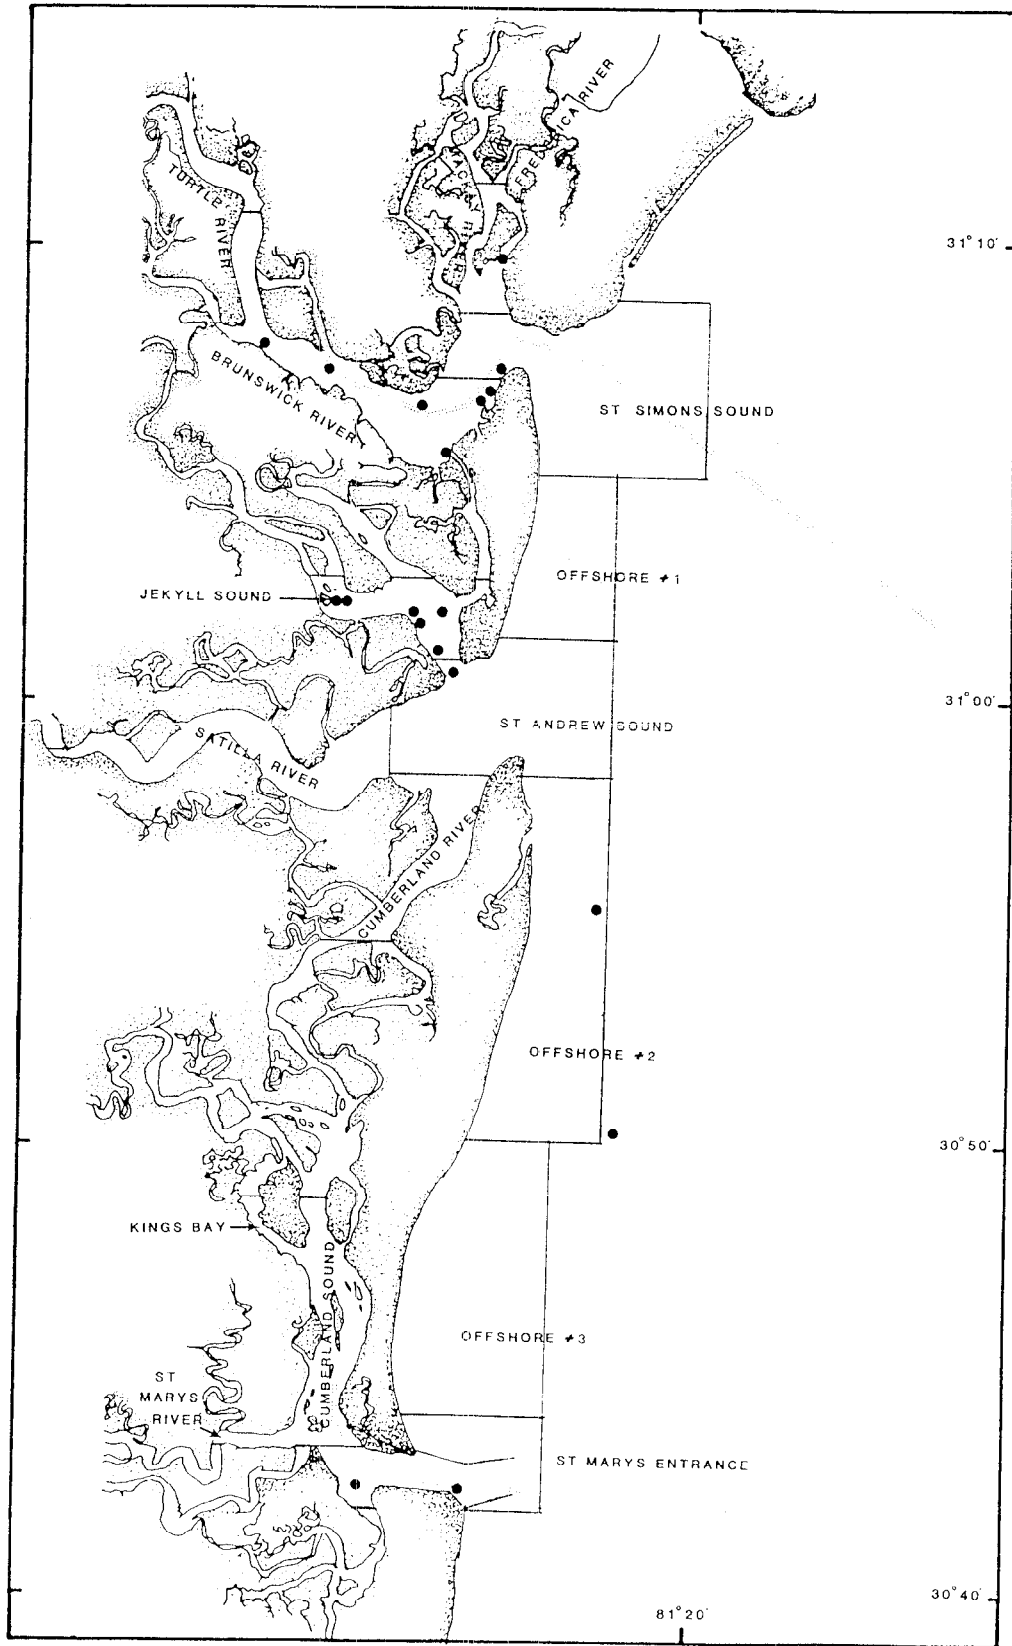 FREDERICA RIVER
MACKAY RIVER
TURTLE RIVER
31°10'
BRUNSWICK RIVER
ST SIMONS SOUND
OFFSHORE #1
JEKYLL SOUND
31°00'
ST ANDREW SOUND
SATILLA RIVER
CUMBERLAND RIVER
OFFSHORE #2
30°50'
KINGS BAY
CUMBERLAND SOUND
OFFSHORE #3
ST
MARYS
RIVER
ST MARYS ENTRANCE
30°40'
81°20'